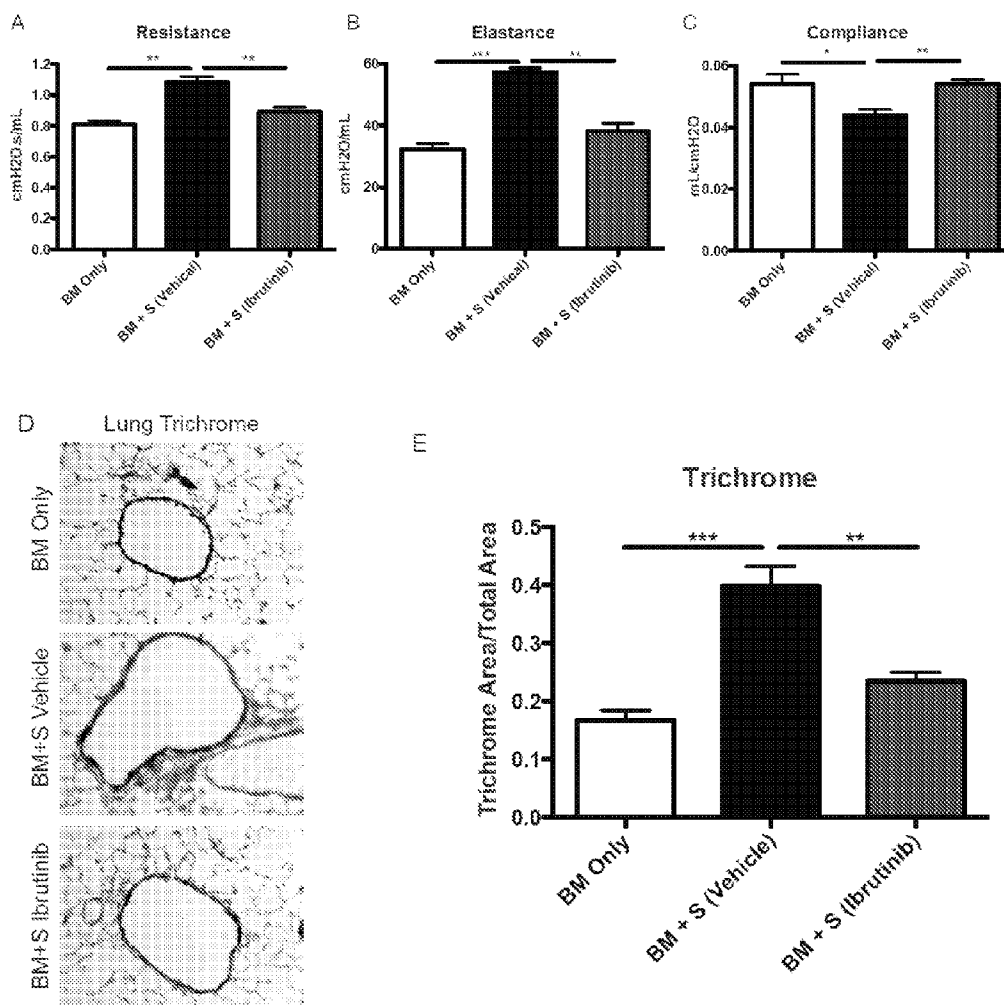 A
Resistance
**
**
1.2
1.0
0.8
0.6
0.4
0.2
0.0
cmH2O.s/mL
BM Only
BM + S (Vehical)
BM + S (Ibrutinib)
B
Elastance
***
**
60
40
20
0
cmH2O/mL
BM Only
BM + S (Vehical)
BM + S (Ibrutinib)
C
Compliance
*
**
0.06
0.04
0.02
0.00
mL/cmH2O
BM Only
BM + S (Vehical)
BM + S (Ibrutinib)
D
Lung Trichrome
BM Only
BM+S Vehicle
BM+S Ibrutinib
E
Trichrome
***
**
0.5
0.4
0.3
0.2
0.1
0.0
Trichrome Area/Total Area
BM Only
BM + S (Vehicle)
BM + S (Ibrutinib)